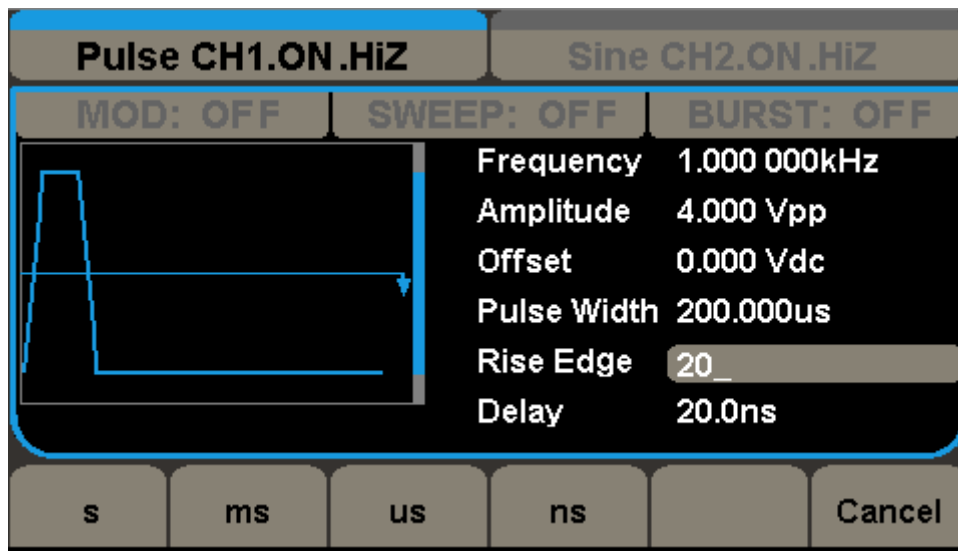 Pulse CH1.ON.HiZ Sine CH2.ON.HiZ
MOD: OFF SWEEP: OFF BURST: OFF
Frequency 1.000 000kHz
Amplitude 4.000 Vpp
Offset 0.000 Vdc
Pulse Width 200.000us
Rise Edge 20_
Delay 20.0ns
s ms us ns Cancel